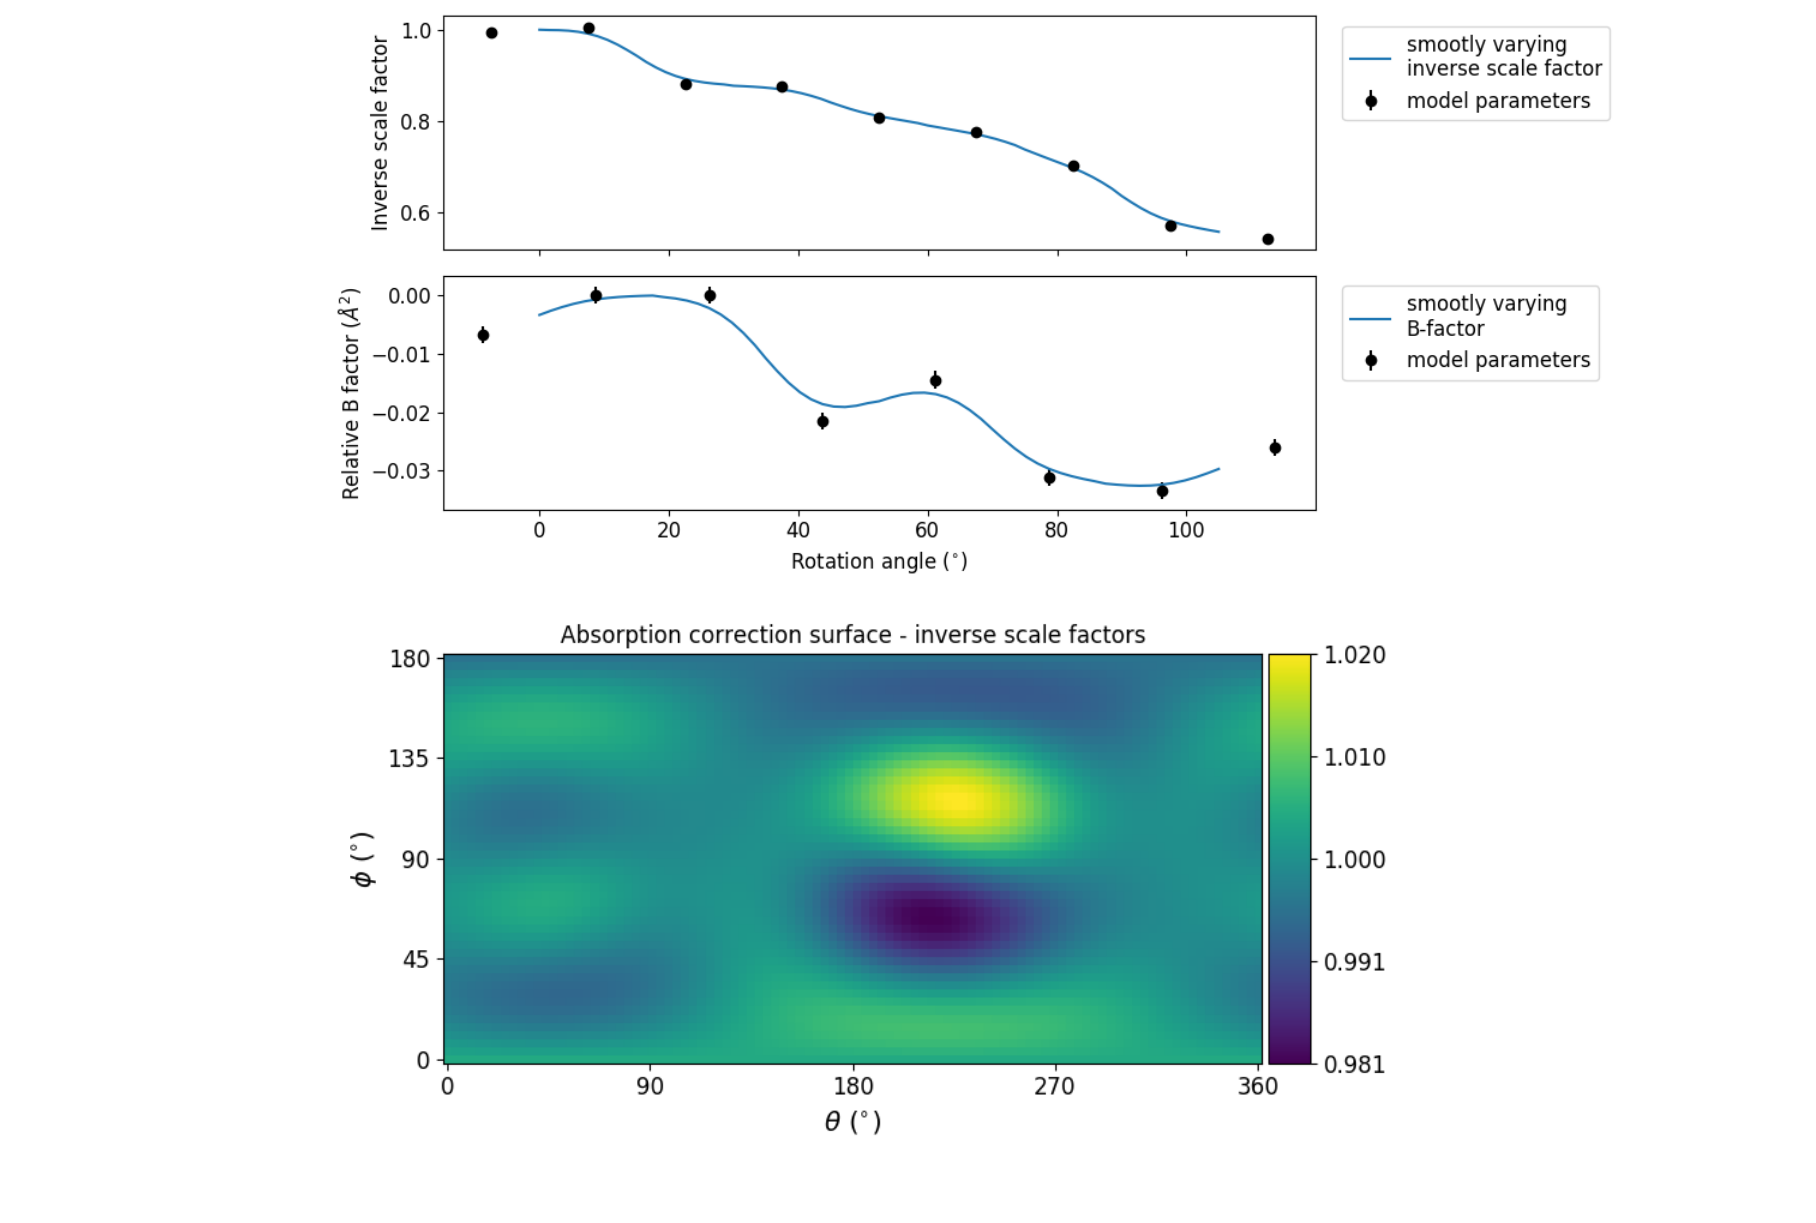 1.0
0.8
0.6
Inverse scale factor
smootly varying
inverse scale factor
model parameters
0.00
−0.01
−0.02
−0.03
Relative B factor (Å²)
smootly varying
B-factor
model parameters
0 20 40 60 80 100
Rotation angle (°)
Absorption correction surface - inverse scale factors
180
135
90
45
0
ϕ (°)
0 90 180 270 360
θ (°)
1.020
1.010
1.000
0.991
0.981